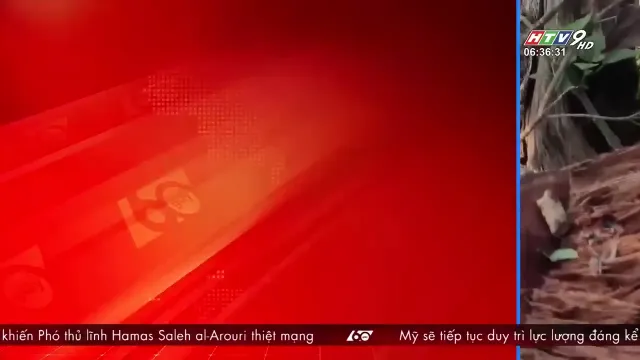 HTV9 HD
06:36:31
khiến Phó thủ lĩnh Hamas Saleh al-Arouri thiệt mạng 60 Mỹ sẽ tiếp tục duy trì lực lượng đáng kể